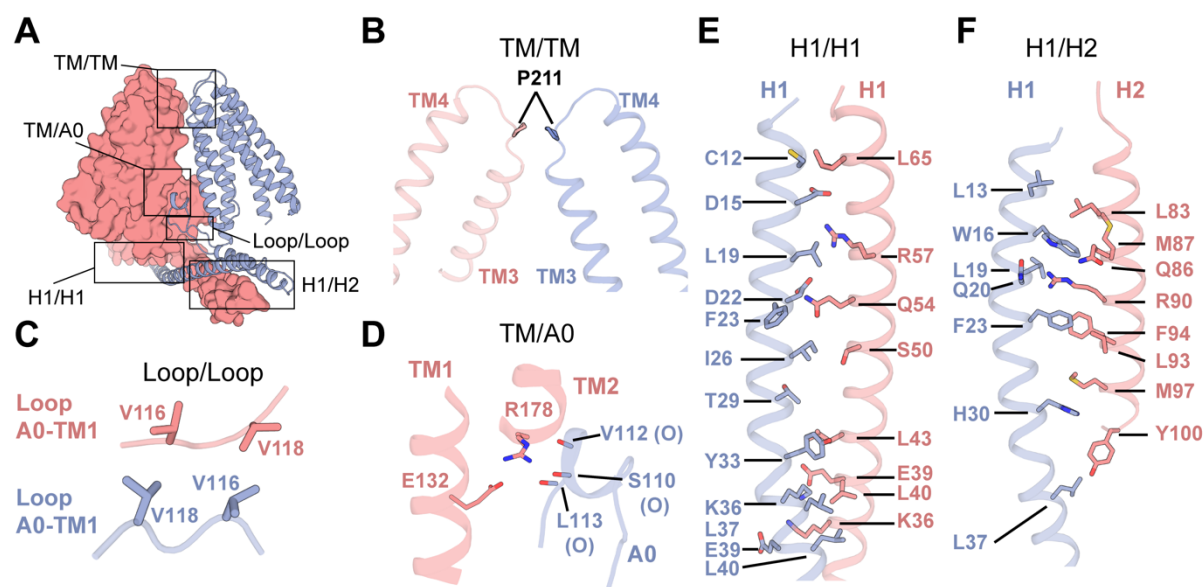 A
TM/TM
TM/A0
Loop/Loop
H1/H1
H1/H2
B
TM/TM
P211
TM4
TM4
TM3
TM3
C
Loop/Loop
Loop
A0-TM1
V116
V118
Loop
A0-TM1
V116
V118
D
TM/A0
TM1
TM2
R178
E132
V112 (O)
S110
(O)
L113
(O)
A0
E
H1/H1
H1
H1
C12
L65
D15
L19
R57
D22
Q54
F23
I26
S50
T29
L43
Y33
E39
L40
K36
K36
L37
E39
L40
F
H1/H2
H1
H2
L13
L83
W16
M87
L19
Q86
Q20
R90
F23
F94
L93
M97
H30
Y100
L37